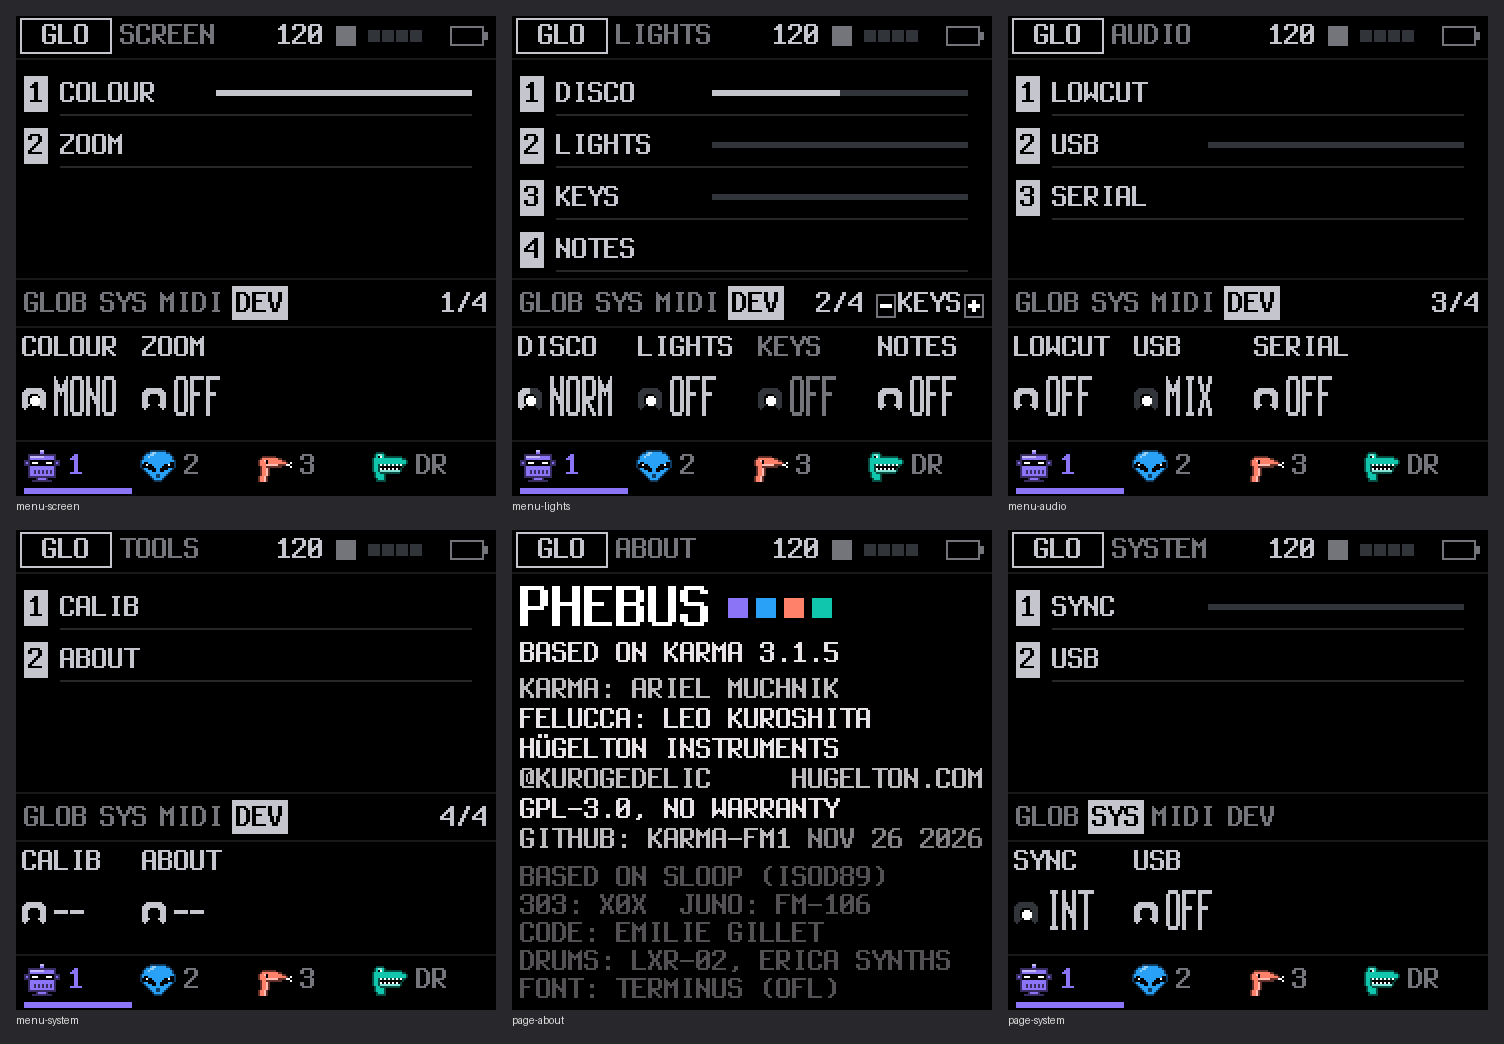 GLO SCREEN 120
1 COLOUR
2 ZOOM
GLOB SYS MIDI DEV 1/4
COLOUR ZOOM
MONO OFF
1 2 3 DR
menu-screen
GLO LIGHTS 120
1 DISCO
2 LIGHTS
3 KEYS
4 NOTES
GLOB SYS MIDI DEV 2/4 -KEYS+
DISCO LIGHTS KEYS NOTES
NORM OFF OFF OFF
1 2 3 DR
menu-lights
GLO AUDIO 120
1 LOWCUT
2 USB
3 SERIAL
GLOB SYS MIDI DEV 3/4
LOWCUT USB SERIAL
OFF MIX OFF
1 2 3 DR
menu-audio
GLO TOOLS 120
1 CALIB
2 ABOUT
GLOB SYS MIDI DEV 4/4
CALIB ABOUT
-- --
1 2 3 DR
menu-system
GLO ABOUT 120
PHEBUS
BASED ON KARMA 3.1.5
KARMA: ARIEL MUCHNIK
FELUCCA: LEO KUROSHITA
HÜGELTON INSTRUMENTS
@KUROGEDELIC HUGELTON.COM
GPL-3.0, NO WARRANTY
GITHUB: KARMA-FM1 NOV 26 2026
BASED ON SLOOP (ISOD89)
303: X0X JUNO: FM-106
CODE: EMILIE GILLET
DRUMS: LXR-02, ERICA SYNTHS
FONT: TERMINUS (OFL)
page-about
GLO SYSTEM 120
1 SYNC
2 USB
GLOB SYS MIDI DEV
SYNC USB
INT OFF
1 2 3 DR
page-system